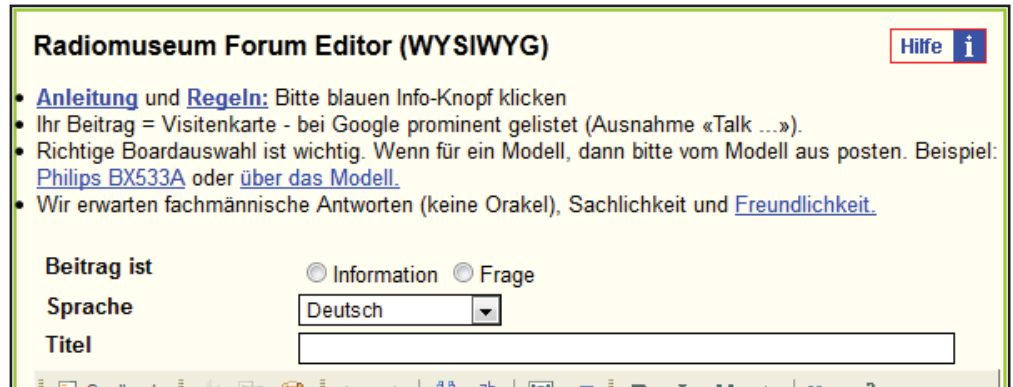 Radiomuseum Forum Editor (WYSIWYG)
Hilfe i
• Anleitung und Regeln: Bitte blauen Info-Knopf klicken
• Ihr Beitrag = Visitenkarte - bei Google prominent gelistet (Ausnahme «Talk ...»).
• Richtige Boardauswahl ist wichtig. Wenn für ein Modell, dann bitte vom Modell aus posten. Beispiel:
Philips BX533A oder über das Modell.
• Wir erwarten fachmännische Antworten (keine Orakel), Sachlichkeit und Freundlichkeit.
Beitrag ist
Information Frage
Sprache
Deutsch
Titel